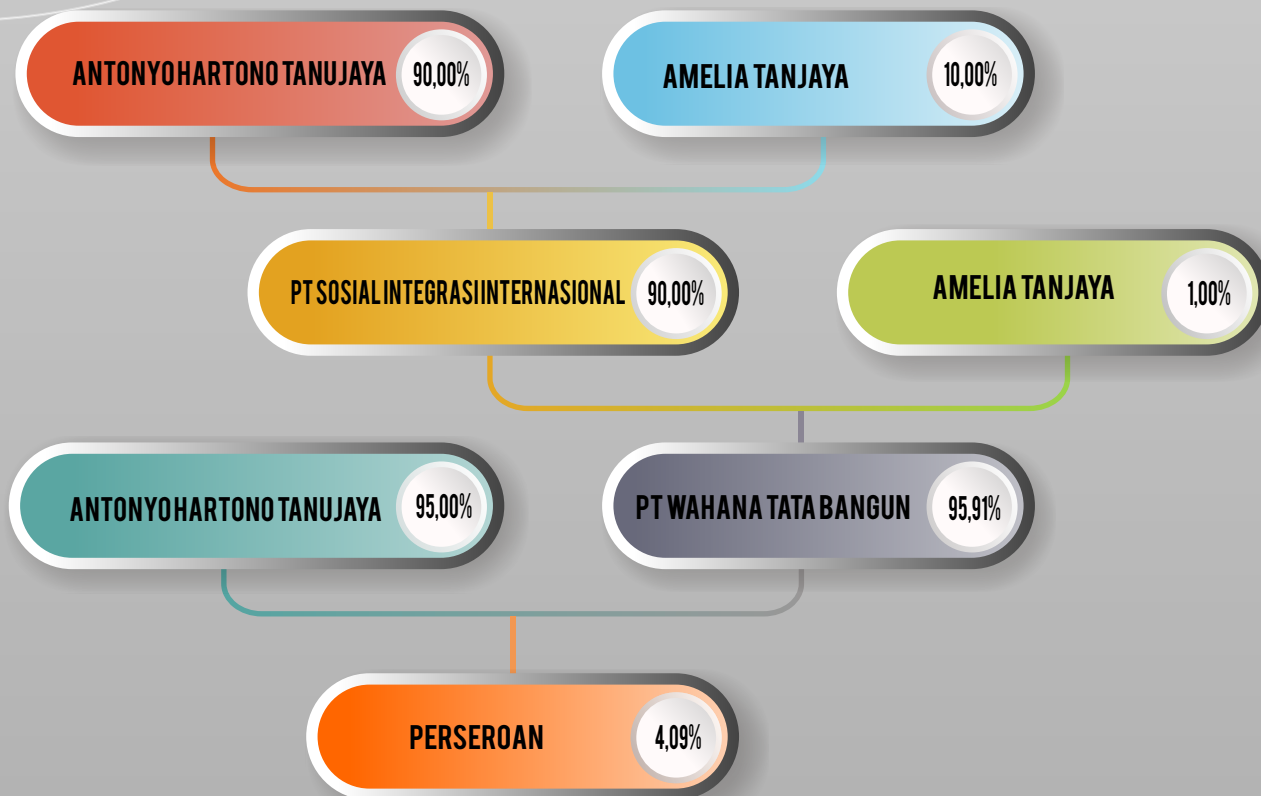 ANTONYO HARTONO TANUJAYA 90,00%
AMELIA TANJAYA 10,00%
PT SOSIAL INTEGRASI INTERNASIONAL 90,00%
AMELIA TANJAYA 1,00%
ANTONYO HARTONO TANUJAYA 95,00%
PT WAHANA TATA BANGUN 95,91%
PERSEROAN 4,09%